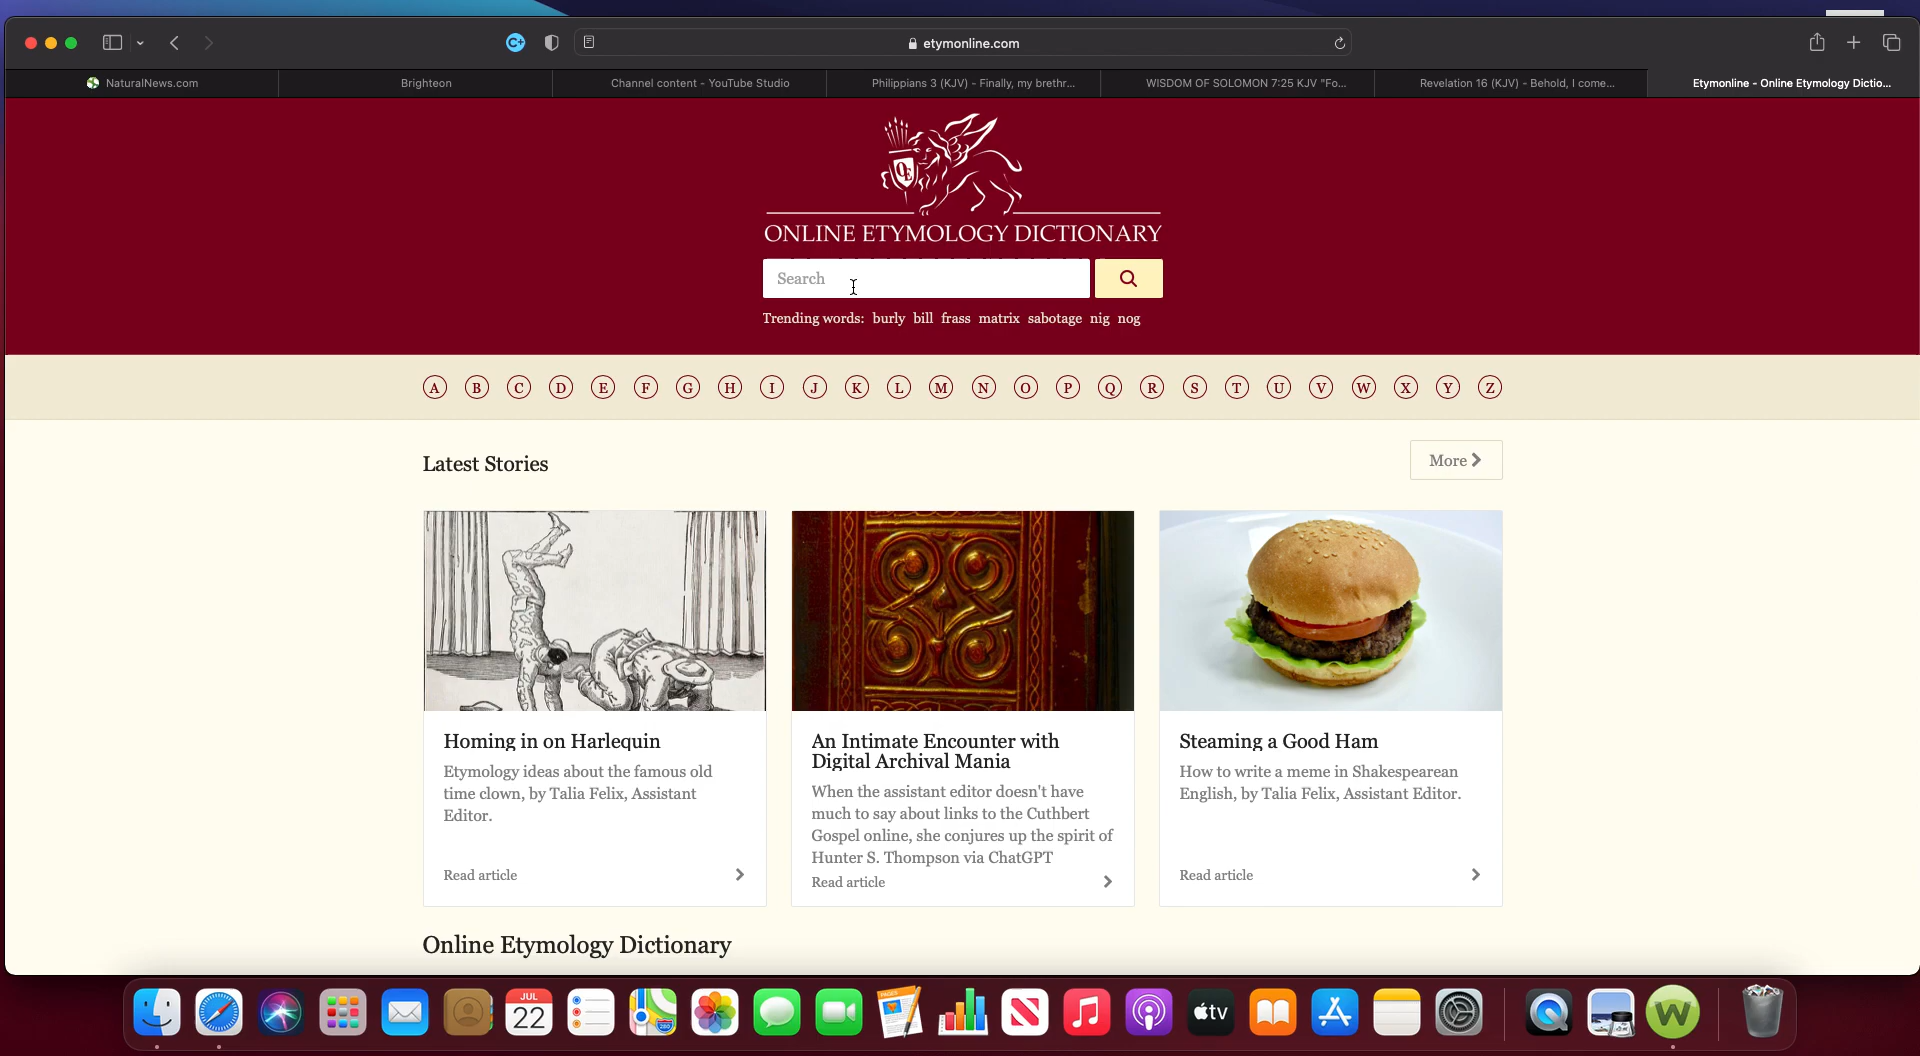 etymonline.com
NaturalNews.com
Brighteon
Channel content - YouTube Studio
Philippians 3 (KJV) - Finally, my brethr...
WISDOM OF SOLOMON 7:25 KJV "Fo...
Revelation 16 (KJV) - Behold, I come...
Etymonline - Online Etymology Dictio...
OE
ONLINE ETYMOLOGY DICTIONARY
Search
Trending words: burly bill frass matrix sabotage nig nog
A B C D E F G H I J K L M N O P Q R S T U V W X Y Z
Latest Stories
More
Homing in on Harlequin
Etymology ideas about the famous old
time clown, by Talia Felix, Assistant
Editor.
Read article
An Intimate Encounter with
Digital Archival Mania
When the assistant editor doesn't have
much to say about links to the Cuthbert
Gospel online, she conjures up the spirit of
Hunter S. Thompson via ChatGPT
Read article
Steaming a Good Ham
How to write a meme in Shakespearean
English, by Talia Felix, Assistant Editor.
Read article
Online Etymology Dictionary
JUL
22
280
PAGES
tv
W